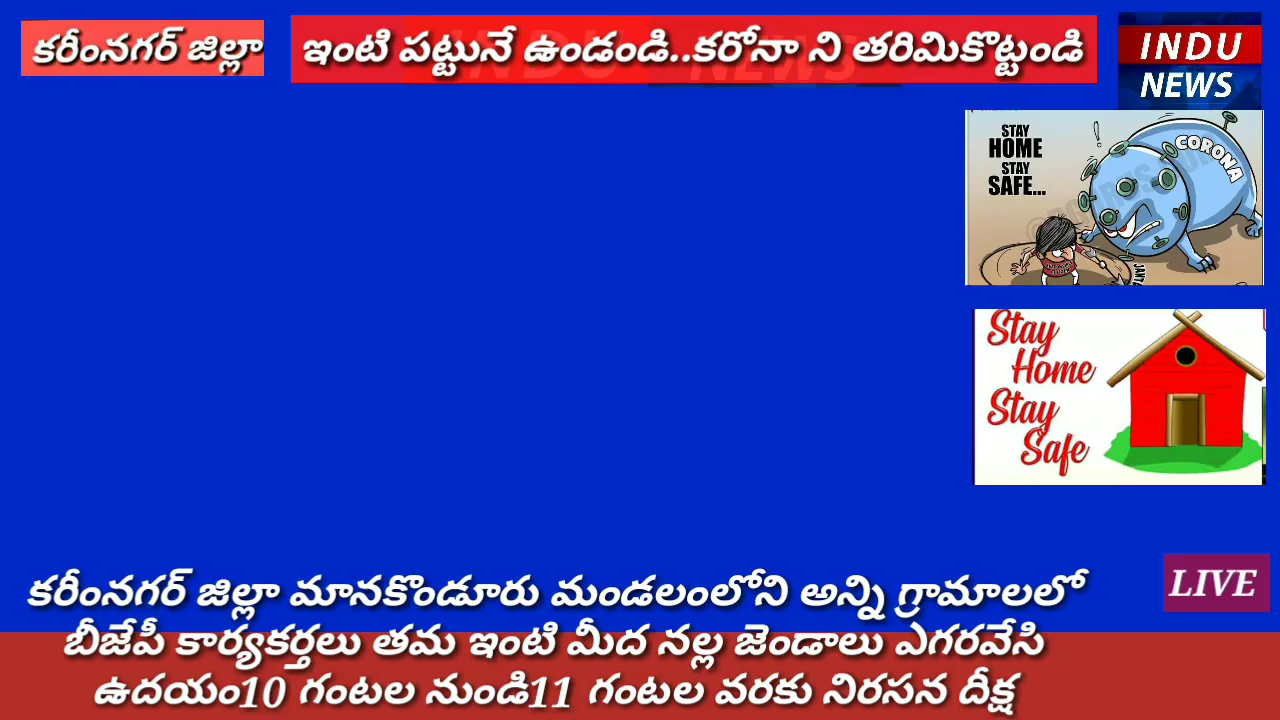 కరీంనగర్ జిల్లా
ఇంటి పట్టునే ఉండండి..కరోనా ని తరిమికొట్టండి
INDU
NEWS
STAY
HOME
STAY
SAFE...
CORONA
Stay
Home
Stay
Safe
LIVE
కరీంనగర్ జిల్లా మానకొండూరు మండలంలోని అన్ని గ్రామాలలో
బీజేపీ కార్యకర్తలు తమ ఇంటి మీద నల్ల జెండాలు ఎగరవేసి
ఉదయం10 గంటల నుండి11 గంటల వరకు నిరసన దీక్ష